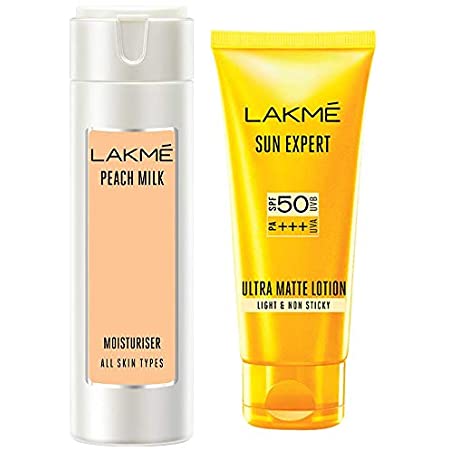 LAKMÉ
PEACH MILK
MOISTURISER
ALL SKIN TYPES
LAKMÉ
SUN EXPERT
SPF 50 UVB
PA +++ UVA
ULTRA MATTE LOTION
LIGHT & NON STICKY